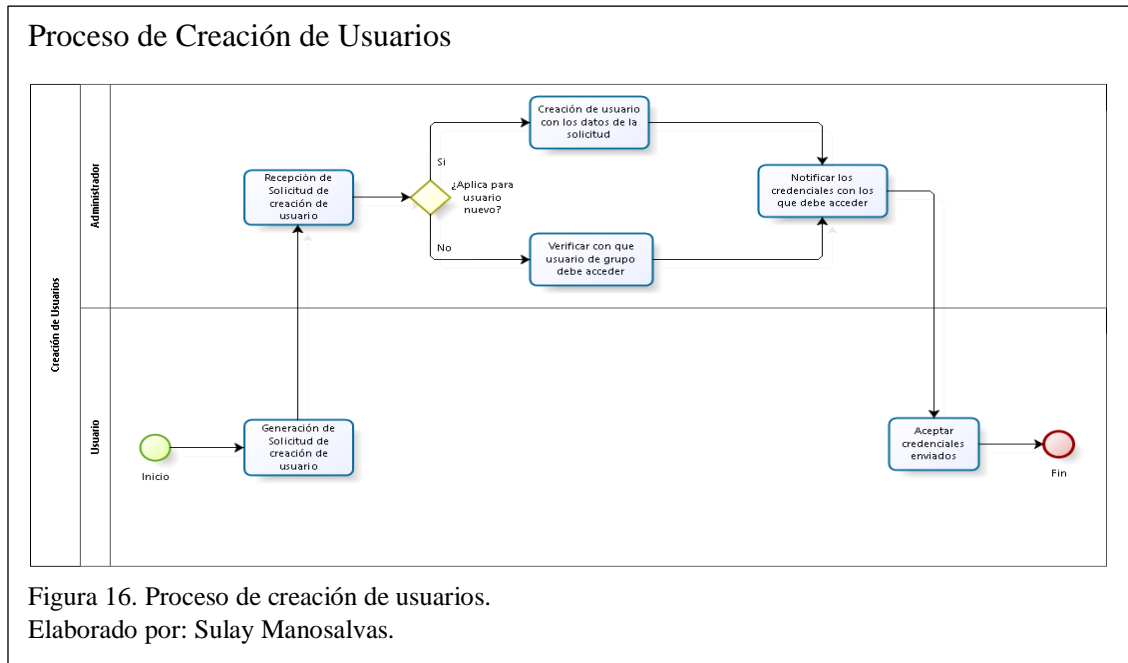 Proceso de Creación de Usuarios
Creación de Usuarios
Administrador
Recepción de
Solicitud de
creación de
usuario
Si
¿Aplica para
usuario
nuevo?
No
Creación de usuario
con los datos de la
solicitud
Verificar con que
usuario de grupo
debe acceder
Notificar los
credenciales con los
que debe acceder
Usuario
Inicio
Generación de
Solicitud de
creación de
usuario
Aceptar
credenciales
enviados
Fin
Figura 16. Proceso de creación de usuarios.
Elaborado por: Sulay Manosalvas.